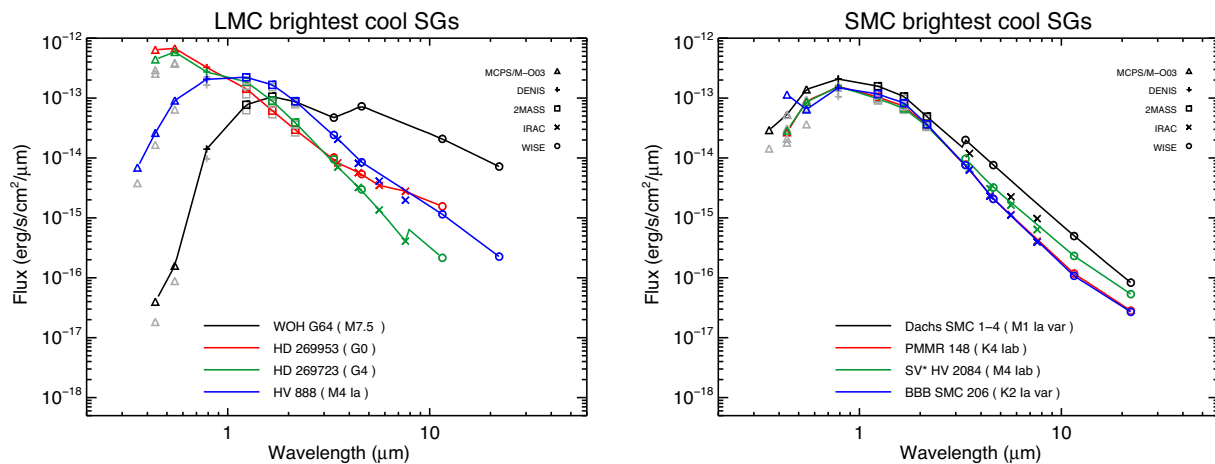 LMC brightest cool SGs
10⁻¹²
10⁻¹³
10⁻¹⁴
10⁻¹⁵
10⁻¹⁶
10⁻¹⁷
10⁻¹⁸
Flux (erg/s/cm²/μm)
MCPS/M−O03
DENIS
2MASS
IRAC
WISE
WOH G64 ( M7.5 )
HD 269953 ( G0 )
HD 269723 ( G4 )
HV 888 ( M4 Ia )
1
10
Wavelength (μm)
SMC brightest cool SGs
10⁻¹²
10⁻¹³
10⁻¹⁴
10⁻¹⁵
10⁻¹⁶
10⁻¹⁷
10⁻¹⁸
Flux (erg/s/cm²/μm)
MCPS/M−O03
DENIS
2MASS
IRAC
WISE
Dachs SMC 1−4 ( M1 Ia var )
PMMR 148 ( K4 Iab )
SV* HV 2084 ( M4 Iab )
BBB SMC 206 ( K2 Ia var )
1
10
Wavelength (μm)